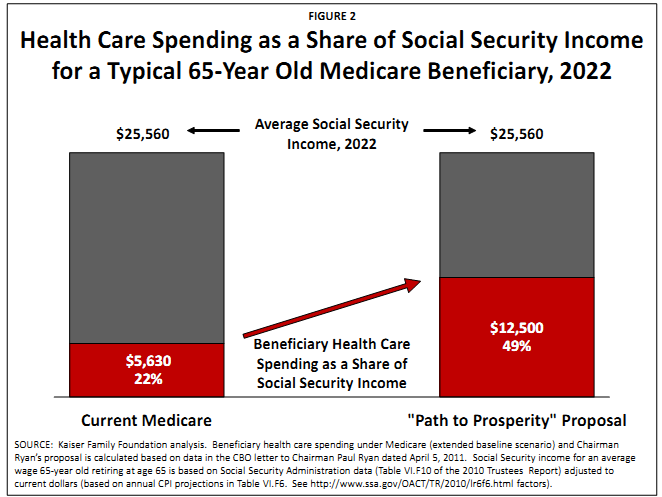 FIGURE 2
Health Care Spending as a Share of Social Security Income
for a Typical 65-Year Old Medicare Beneficiary, 2022
$25,560
Average Social Security
Income, 2022
$25,560
$5,630
22%
Beneficiary Health Care
Spending as a Share of
Social Security Income
$12,500
49%
Current Medicare
"Path to Prosperity" Proposal
SOURCE: Kaiser Family Foundation analysis. Beneficiary health care spending under Medicare (extended baseline scenario) and Chairman
Ryan's proposal is calculated based on data in the CBO letter to Chairman Paul Ryan dated April 5, 2011. Social Security income for an average
wage 65-year old retiring at age 65 is based on Social Security Administration data (Table VI.F10 of the 2010 Trustees Report) adjusted to
current dollars (based on annual CPI projections in Table VI.F6. See http://www.ssa.gov/OACT/TR/2010/lr6f6.html factors).